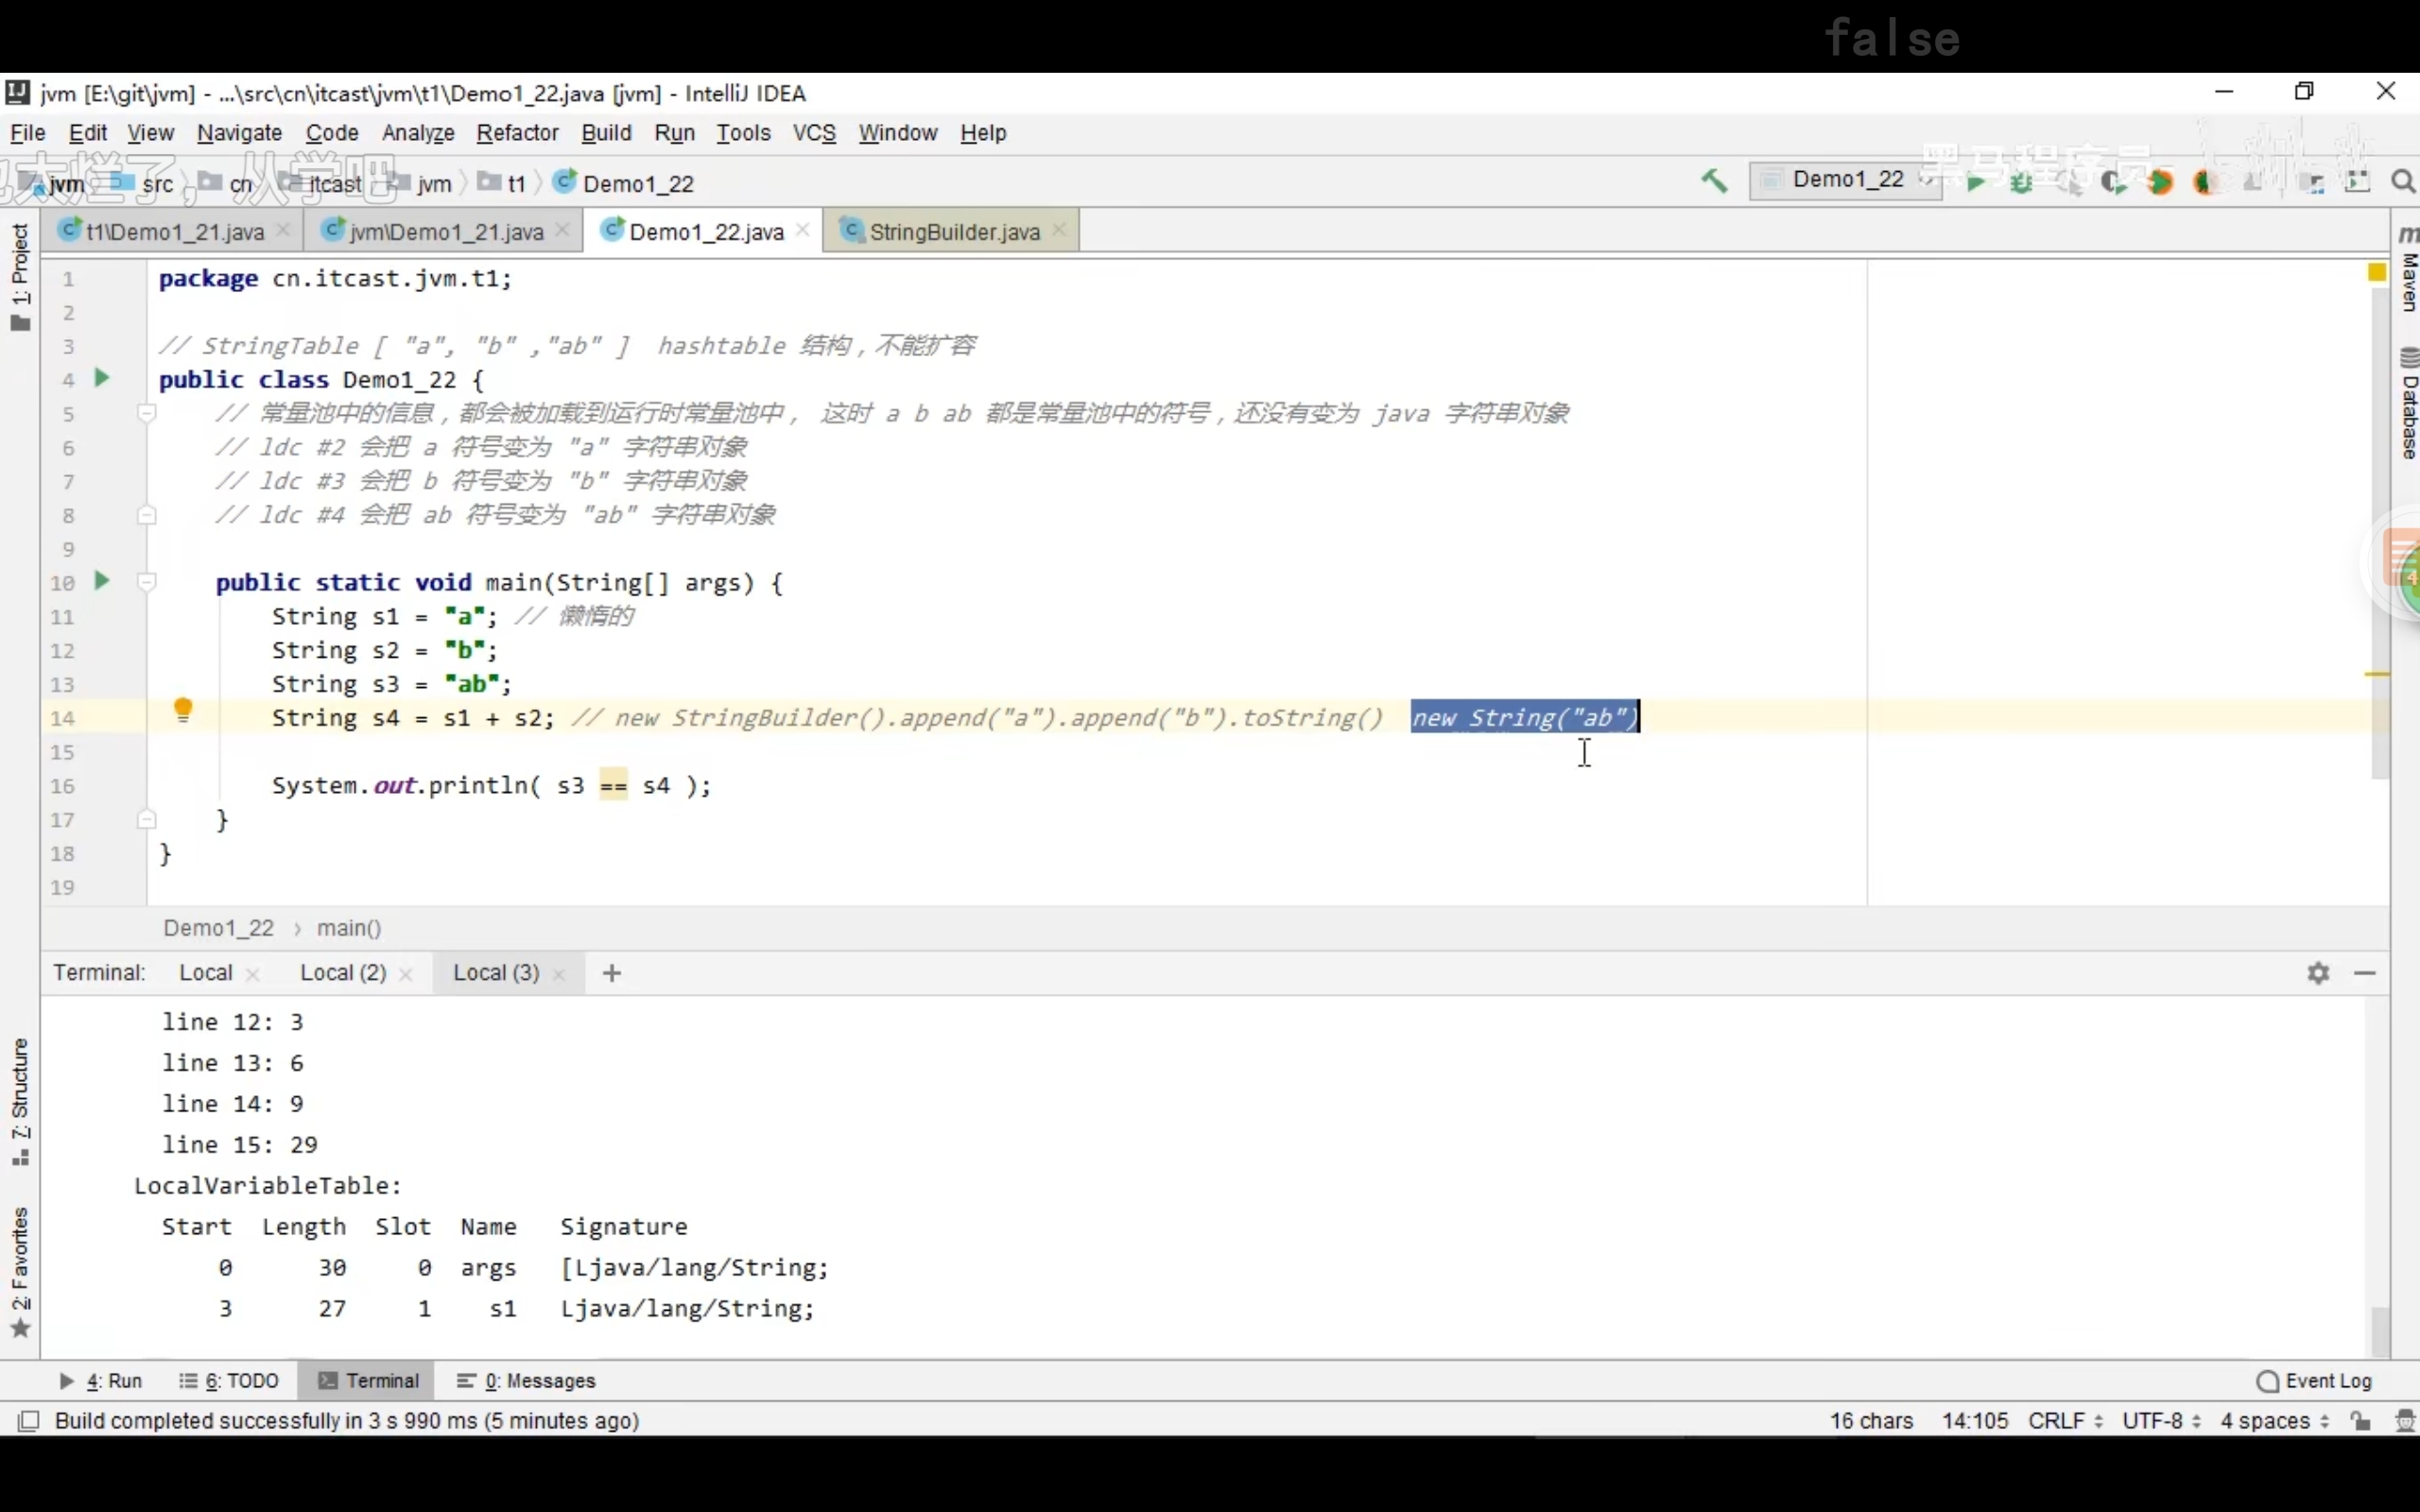 false
jvm [E:\git\jvm] - ...\src\cn\itcast\jvm\t1\Demo1_22.java [jvm] - IntelliJ IDEA
File Edit View Navigate Code Analyze Refactor Build Run Tools VCS Window Help
太烂了，从学吧
黑马程序员
jvm src cn itcast jvm t1 Demo1_22
Demo1_22
t1\Demo1_21.java jvm\Demo1_21.java Demo1_22.java StringBuilder.java
1: Project
Maven
Database
1 package cn.itcast.jvm.t1;
2
3 // StringTable [ "a", "b" ,"ab" ]  hashtable 结构，不能扩容
4 public class Demo1_22 {
5 // 常量池中的信息，都会被加载到运行时常量池中， 这时 a b ab 都是常量池中的符号，还没有变为 java 字符串对象
6 // ldc #2 会把 a 符号变为 "a" 字符串对象
7 // ldc #3 会把 b 符号变为 "b" 字符串对象
8 // ldc #4 会把 ab 符号变为 "ab" 字符串对象
9
10 public static void main(String[] args) {
11 String s1 = "a"; // 懒惰的
12 String s2 = "b";
13 String s3 = "ab";
14 String s4 = s1 + s2; // new StringBuilder().append("a").append("b").toString()  new String("ab")
15
16 System.out.println( s3 == s4 );
17 }
18 }
19
Demo1_22 › main()
Terminal: Local Local (2) Local (3) +
line 12: 3
line 13: 6
line 14: 9
line 15: 29
LocalVariableTable:
Start Length Slot Name Signature
0 30 0 args [Ljava/lang/String;
3 27 1 s1 Ljava/lang/String;
7: Structure
2: Favorites
4: Run 6: TODO Terminal 0: Messages Event Log
Build completed successfully in 3 s 990 ms (5 minutes ago) 16 chars 14:105 CRLF UTF-8 4 spaces